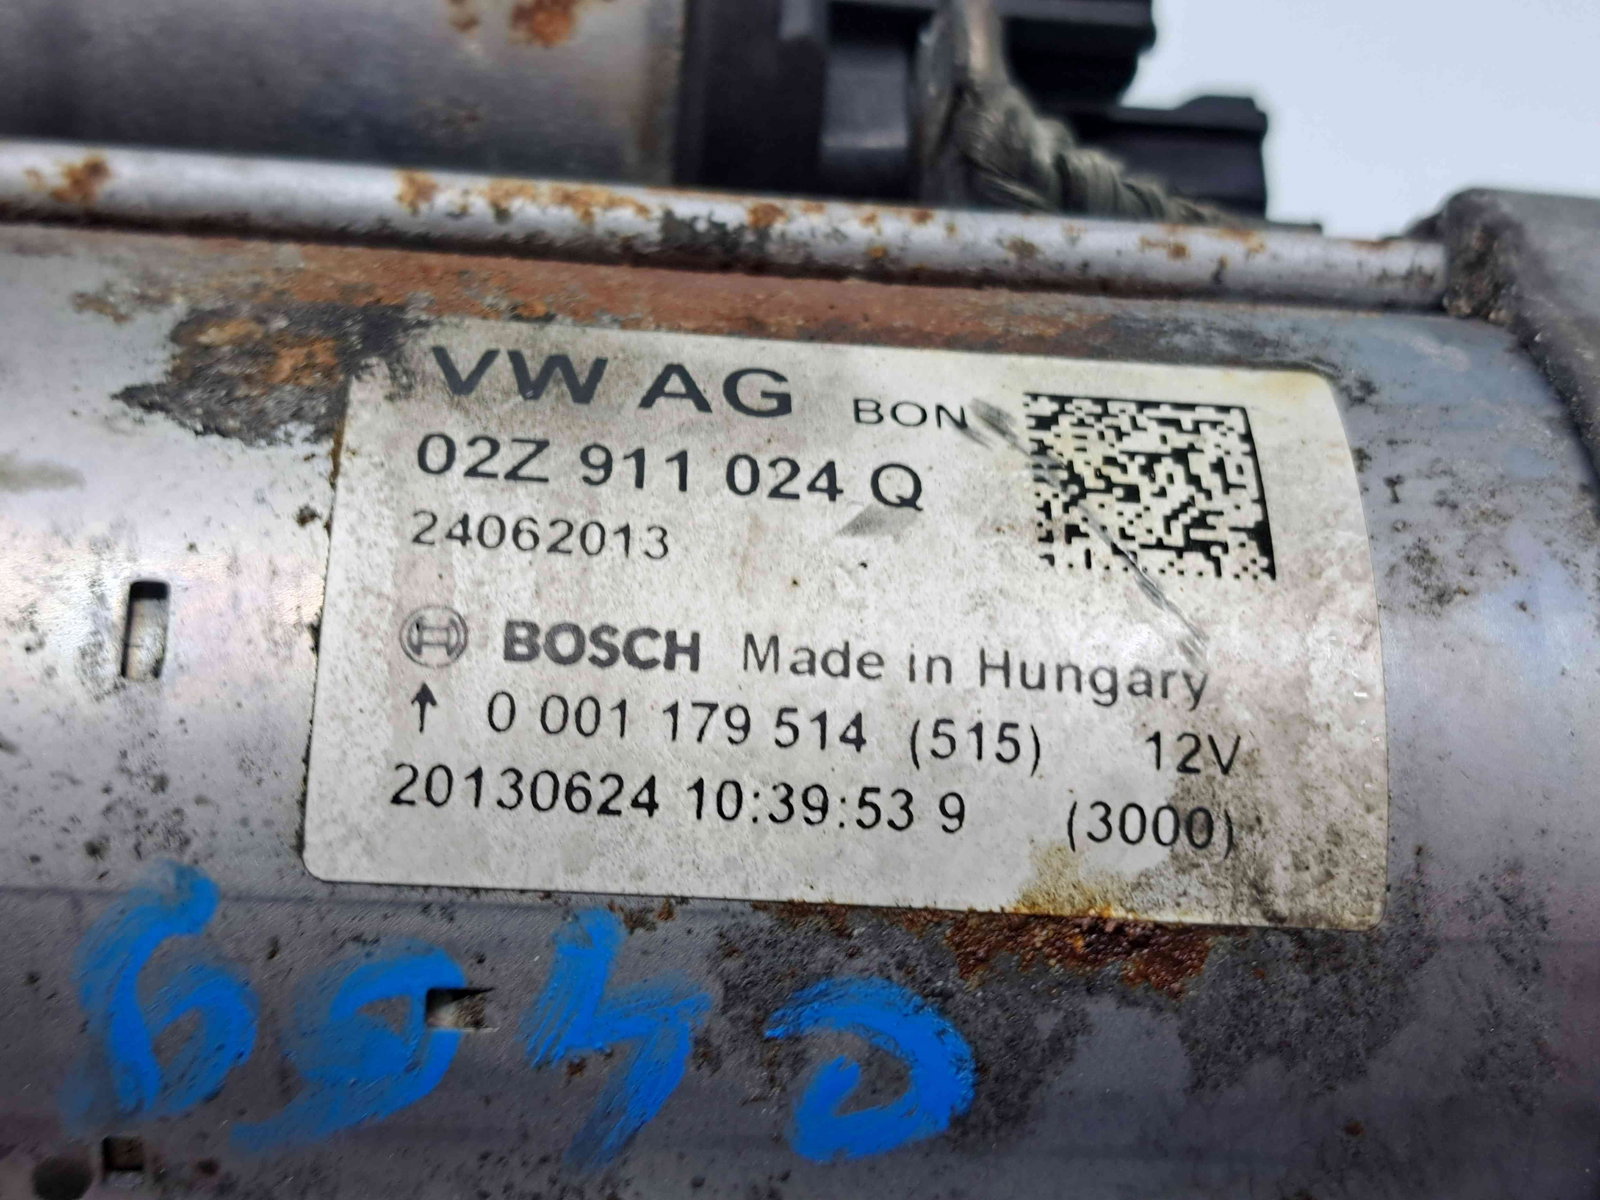 VW AG BON
02Z 911 024 Q
24062013
BOSCH Made in Hungary
↑ 0 001 179 514 (515) 12V
20130624 10:39:53 9 (3000)